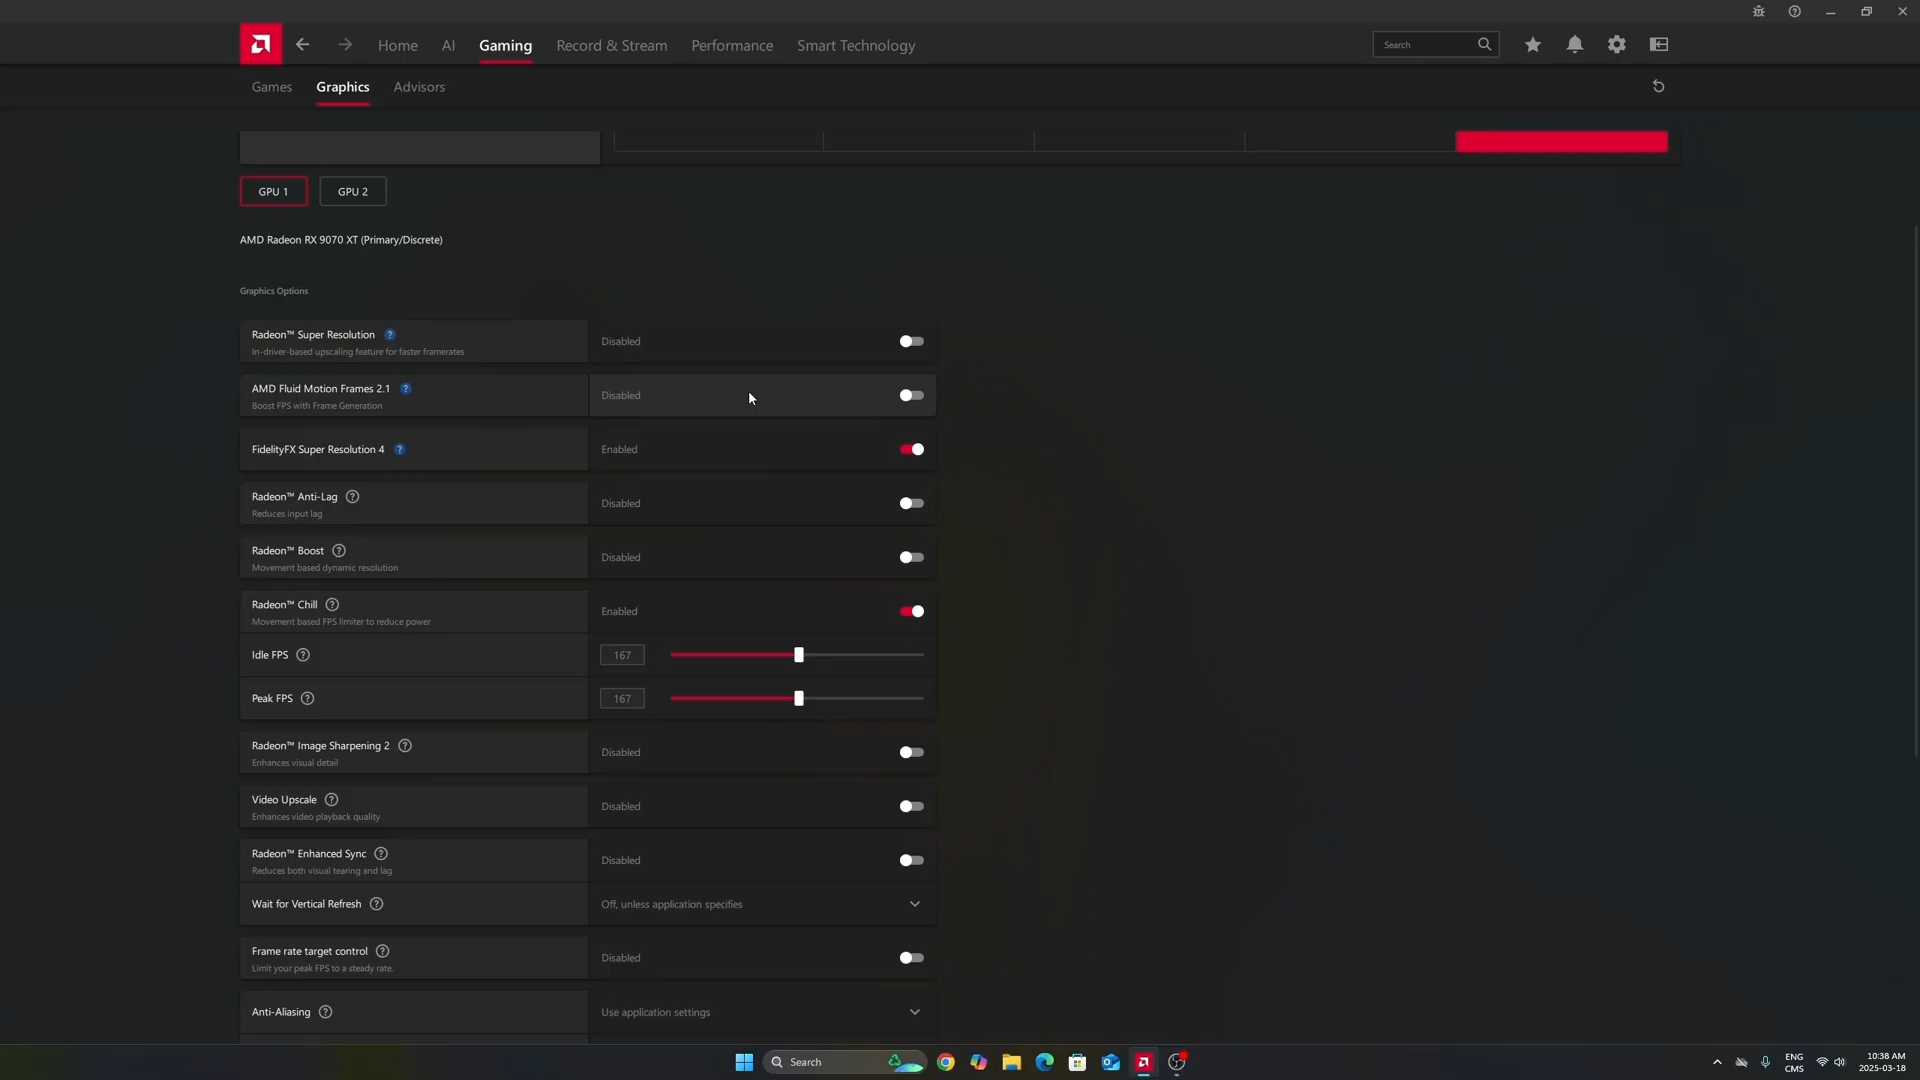 Home AI Gaming Record & Stream Performance Smart Technology Search
Games Graphics Advisors
GPU 1 GPU 2
AMD Radeon RX 9070 XT (Primary/Discrete)
Graphics Options
Radeon™ Super Resolution ?
In-driver-based upscaling feature for faster framerates
Disabled
AMD Fluid Motion Frames 2.1 ?
Boost FPS with Frame Generation
Disabled
FidelityFX Super Resolution 4 ?
Enabled
Radeon™ Anti-Lag ?
Reduces input lag
Disabled
Radeon™ Boost ?
Movement based dynamic resolution
Disabled
Radeon™ Chill ?
Movement based FPS limiter to reduce power
Enabled
Idle FPS ? 167
Peak FPS ? 167
Radeon™ Image Sharpening 2 ?
Enhances visual detail
Disabled
Video Upscale ?
Enhances video playback quality
Disabled
Radeon™ Enhanced Sync ?
Reduces both visual tearing and lag
Disabled
Wait for Vertical Refresh ? Off, unless application specifies
Frame rate target control ?
Limit your peak FPS to a steady rate.
Disabled
Anti-Aliasing ? Use application settings
Search
ENG
CMS
10:38 AM
2025-03-18